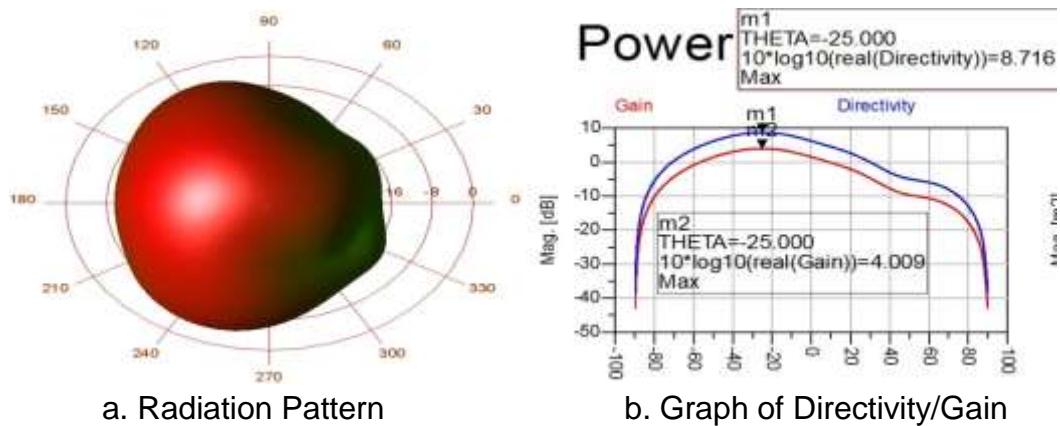 90
120
150
180
210
240
270
300
330
0
30
-8
0
Power
m1
THETA=-25.000
10*log10(real(Directivity))=8.716
Max
Gain
Directivity
m1
m2
10
0
-10
-20
-30
-40
-50
Mag. [dB]
m2
THETA=-25.000
10*log10(real(Gain))=4.009
Max
-100
-80
-60
-40
-20
0
20
40
60
80
100
a. Radiation Pattern
b. Graph of Directivity/Gain